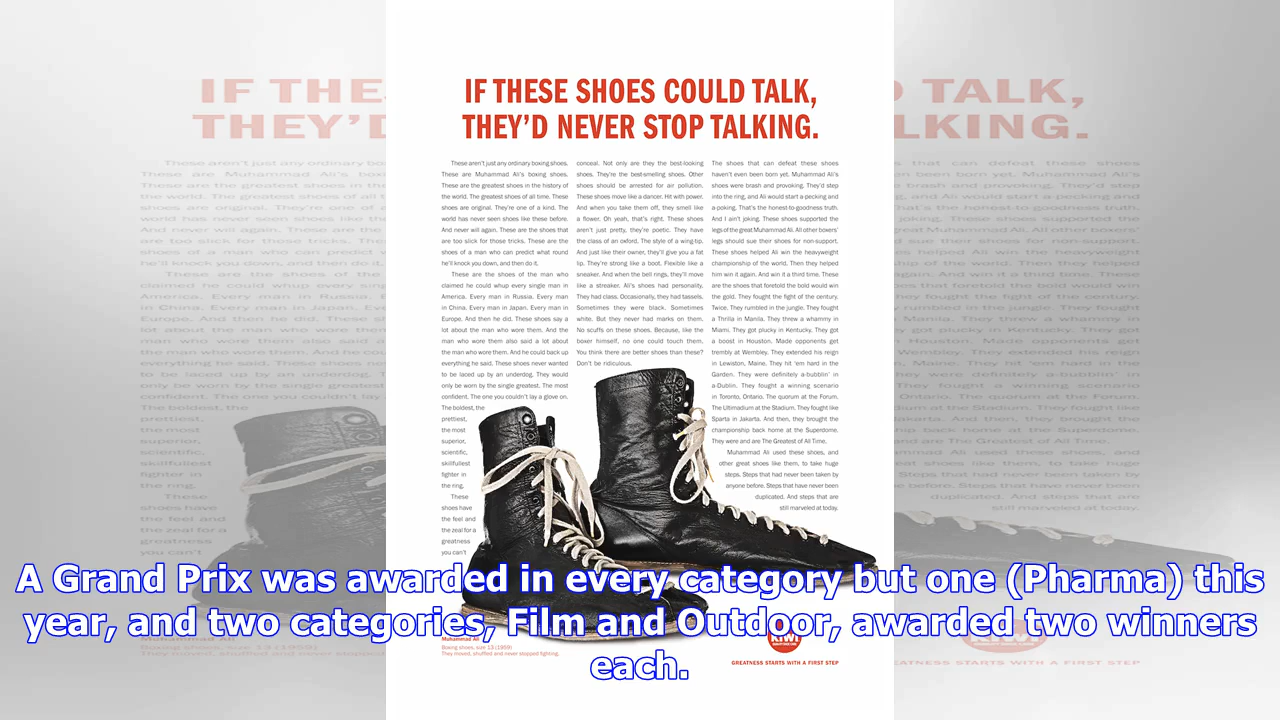 IF THESE SHOES COULD TALK,
THEY'D NEVER STOP TALKING.
These aren't just any ordinary boxing shoes.
These are Muhammad Ali's boxing shoes.
These are the greatest shoes in the history of
the world. The greatest shoes of all time. These
shoes are original. They're one of a kind. The
world has never seen shoes like these before.
And never will again. These are the shoes that
are too slick for those tricks. These are the
shoes of a man who can predict what round
he'll knock you down, and then do it.
These are the shoes of the man who
claimed he could whup every single man in
America. Every man in Russia. Every man
in China. Every man in Japan. Every man in
Europe. And then he did. These shoes say a
lot about the man who wore them. And the
man who wore them also said a lot about
the man who wore them. And he could back up
everything he said. These shoes never wanted
to be laced up by an underdog. They would
only be worn by the single greatest. The most
confident. The one you couldn't lay a glove on.
The boldest, the
prettiest,
the most
superior,
scientific,
skillfullest
fighter in
the ring.
These
shoes have
the feel and
the zeal for a
greatness
you can't
conceal. Not only are they the best-looking
shoes. They're the best-smelling shoes. Other
shoes should be arrested for air pollution.
These shoes move like a dancer. Hit with power.
And when you take them off, they smell like
a flower. Oh yeah, that's right. These shoes
aren't just pretty, they're poetic. They have
the class of an oxford. The style of a wing-tip.
And just like their owner, they'll give you a fat
lip. They're strong like a boot. Flexible like a
sneaker. And when the bell rings, they'll move
like a streaker. Ali's shoes had personality.
They had class. Occasionally, they had tassels.
Sometimes they were black. Sometimes
white. But they never had marks on them.
No scuffs on these shoes. Because, like the
boxer himself, no one could touch them.
You think there are better shoes than these?
Don't be ridiculous.
The shoes that can defeat these shoes
haven't even been born yet. Muhammad Ali's
shoes were brash and provoking. They'd step
into the ring, and Ali would start a-pecking and
a-poking. That's the honest-to-goodness truth.
And I ain't joking. These shoes supported the
legs of the great Muhammad Ali. All other boxers'
legs should sue their shoes for non-support.
These shoes helped Ali win the heavyweight
championship of the world. Then they helped
him win it again. And win it a third time. These
are the shoes that foretold the bold would win
the gold. They fought the fight of the century.
Twice. They rumbled in the jungle. They fought
a Thrilla in Manila. They threw a whammy in
Miami. They got plucky in Kentucky. They got
a boost in Houston. Made opponents get
trembly at Wembley. They extended his reign
in Lewiston, Maine. They hit 'em hard in the
Garden. They were definitely a-bubblin' in
a-Dublin. They fought a winning scenario
in Toronto, Ontario. The quorum at the Forum.
The Ultimadium at the Stadium. They fought like
Sparta in Jakarta. And then, they brought the
championship back home at the Superdome.
They were and are The Greatest of All Time.
Muhammad Ali used these shoes, and
other great shoes like them, to take huge
steps. Steps that had never been taken by
anyone before. Steps that have never been
duplicated. And steps that are
still marveled at today.
A Grand Prix was awarded in every category but one (Pharma) this
year, and two categories, Film and Outdoor, awarded two winners
each.
Muhammad Ali
Boxing shoes, size 13 (1959)
They moved, shuffled and never stopped fighting.
KIWI
GREATNESS STARTS WITH A FIRST STEP